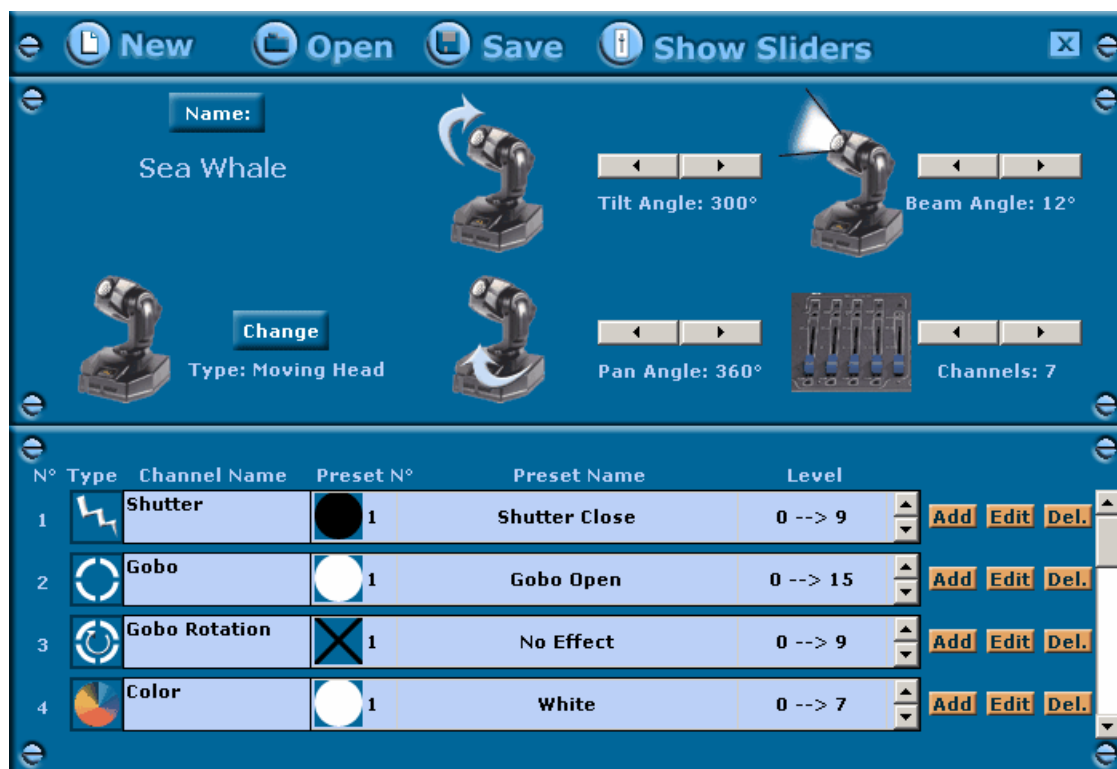 New Open Save Show Sliders X
Name:
Sea Whale
Tilt Angle: 300°
Beam Angle: 12°
Change
Type: Moving Head
Pan Angle: 360°
Channels: 7
N° Type Channel Name Preset N° Preset Name Level
1 Shutter 1 Shutter Close 0 --> 9 Add Edit Del.
2 Gobo 1 Gobo Open 0 --> 15 Add Edit Del.
3 Gobo Rotation 1 No Effect 0 --> 9 Add Edit Del.
4 Color 1 White 0 --> 7 Add Edit Del.